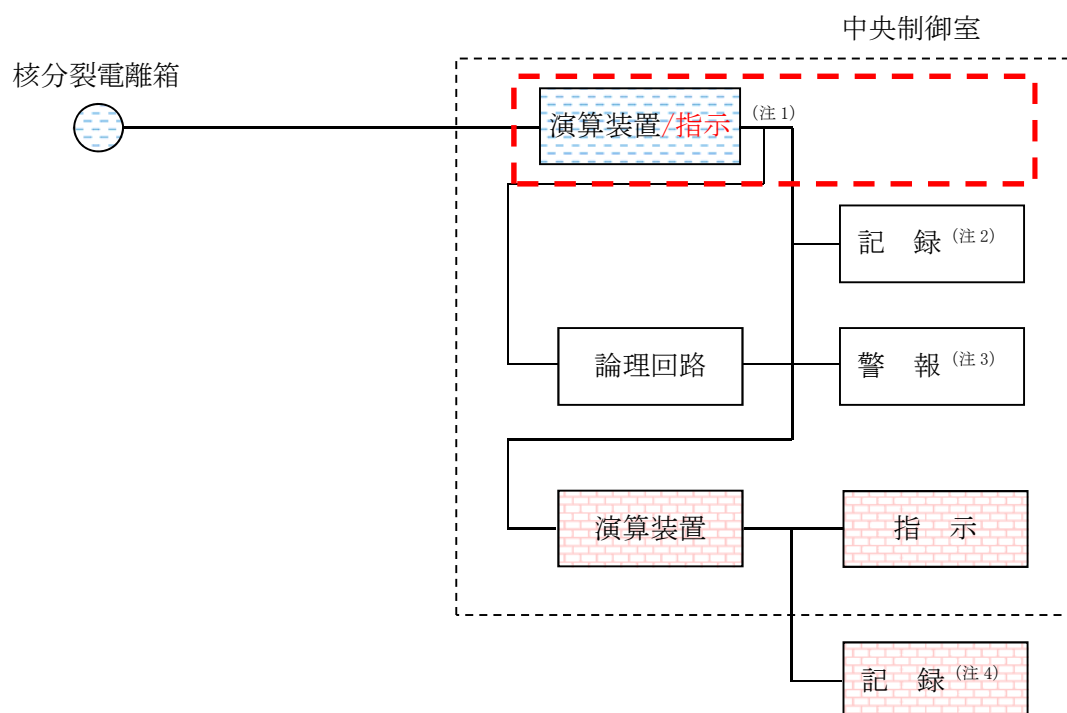 中央制御室
核分裂電離箱
演算装置/指示 (注1)
記 録 (注2)
論理回路
警 報 (注3)
演算装置
指 示
記 録 (注4)